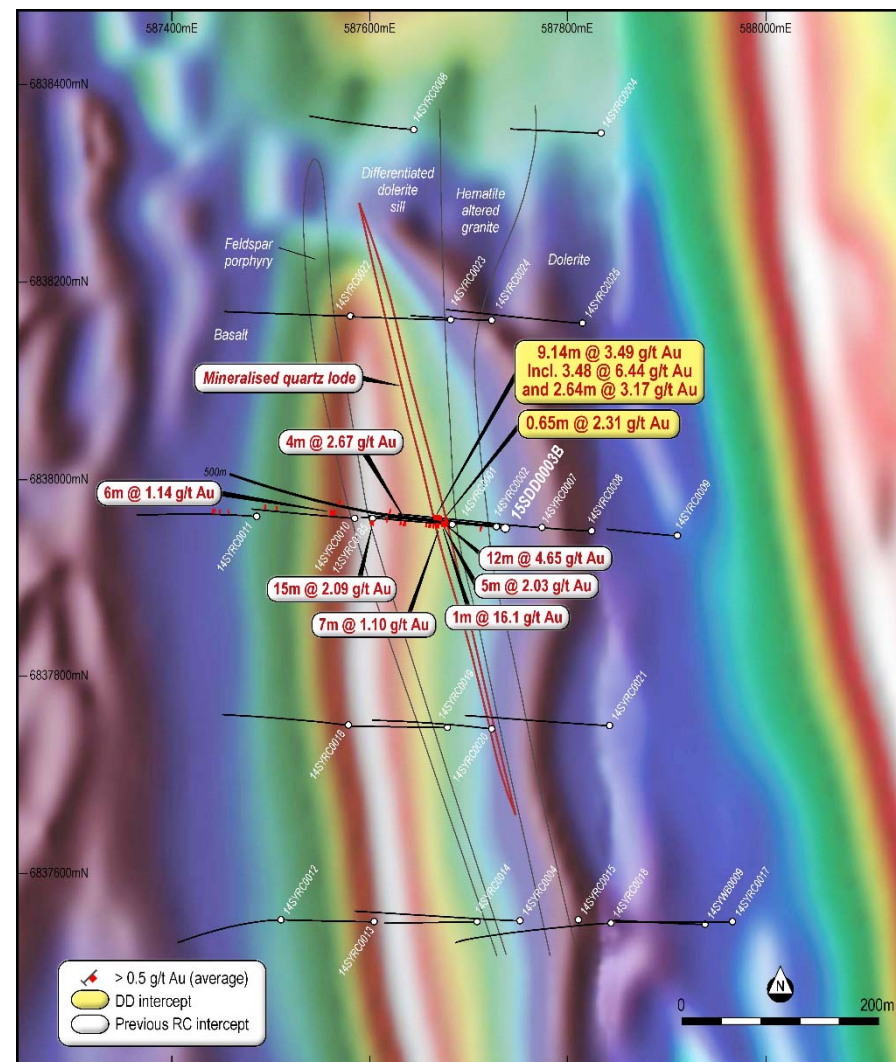 587400mE
587600mE
587800mE
588000mE
6838400mN
14SYRC0008
14SYRC0004
Differentiated
dolerite
sill
Hematite
altered
granite
Feldspar
porphyry
Dolerite
6838200mN
14SYRC0022
14SYRC0023
14SYRC0024
14SYRC0025
Basalt
9.14m @ 3.49 g/t Au
Incl. 3.48 @ 6.44 g/t Au
and 2.64m @ 3.17 g/t Au
Mineralised quartz lode
0.65m @ 2.31 g/t Au
4m @ 2.67 g/t Au
6838000mN
500m
6m @ 1.14 g/t Au
14SYRC0011
14SYRC0010
14SYRC0001
14SYRC0002
15SDD0003B
14SYRC0007
14SYRC0008
14SYRC0009
12m @ 4.65 g/t Au
15m @ 2.09 g/t Au
5m @ 2.03 g/t Au
7m @ 1.10 g/t Au
1m @ 16.1 g/t Au
6837800mN
14SYRC0018
14SYRC0019
14SYRC0020
14SYRC0021
6837600mN
14SYRC0012
14SYRC0013
14SYRC0014
14SYRC0004
14SYRC0015
14SYRC0018
14SYWB0009
14SYRC0017
> 0.5 g/t Au (average)
DD intercept
Previous RC intercept
N
0
200m